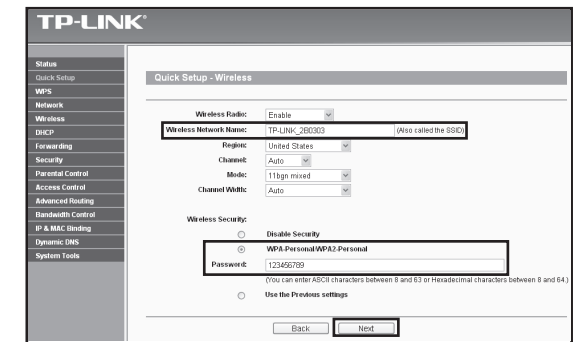 TP-LINK®
Status
Quick Setup
WPS
Network
Wireless
DHCP
Forwarding
Security
Parental Control
Access Control
Advanced Routing
Bandwidth Control
IP & MAC Binding
Dynamic DNS
System Tools
Quick Setup - Wireless
Wireless Radio: Enable
Wireless Network Name: TP-LINK_2B0303 (Also called the SSID)
Region: United States
Channel: Auto
Mode: 11bgn mixed
Channel Width: Auto
Wireless Security:
Disable Security
WPA-Personal/WPA2-Personal
Password: 123456789
(You can enter ASCII characters between 8 and 63 or Hexadecimal characters between 8 and 64.)
Use the Previous settings
Back Next